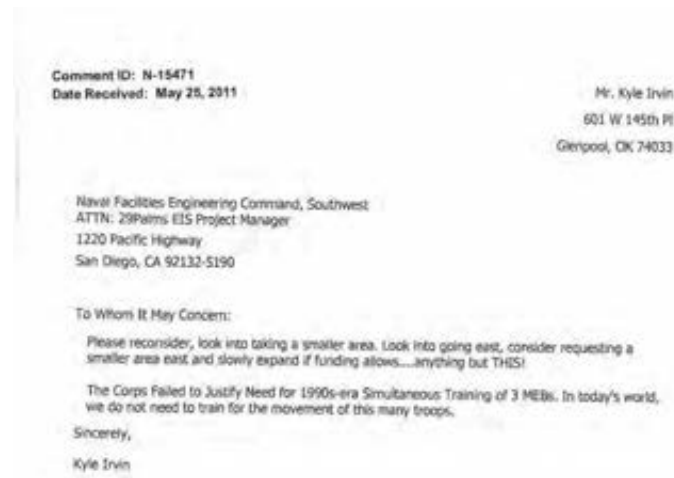 Comment ID: N-15471
Date Received: May 25, 2011
Mr. Kyle Irvin
601 W 145th Pl
Glenpool, OK 74033
Naval Facilities Engineering Command, Southwest
ATTN: 29Palms EIS Project Manager
1220 Pacific Highway
San Diego, CA 92132-5190
To Whom It May Concern:
Please reconsider, look into taking a smaller area. Look into going east, consider requesting a
smaller area east and slowly expand if funding allows....anything but THIS!
The Corps Failed to Justify Need for 1990s-era Simultaneous Training of 3 MEBs. In today's world,
we do not need to train for the movement of this many troops.
Sincerely,
Kyle Irvin